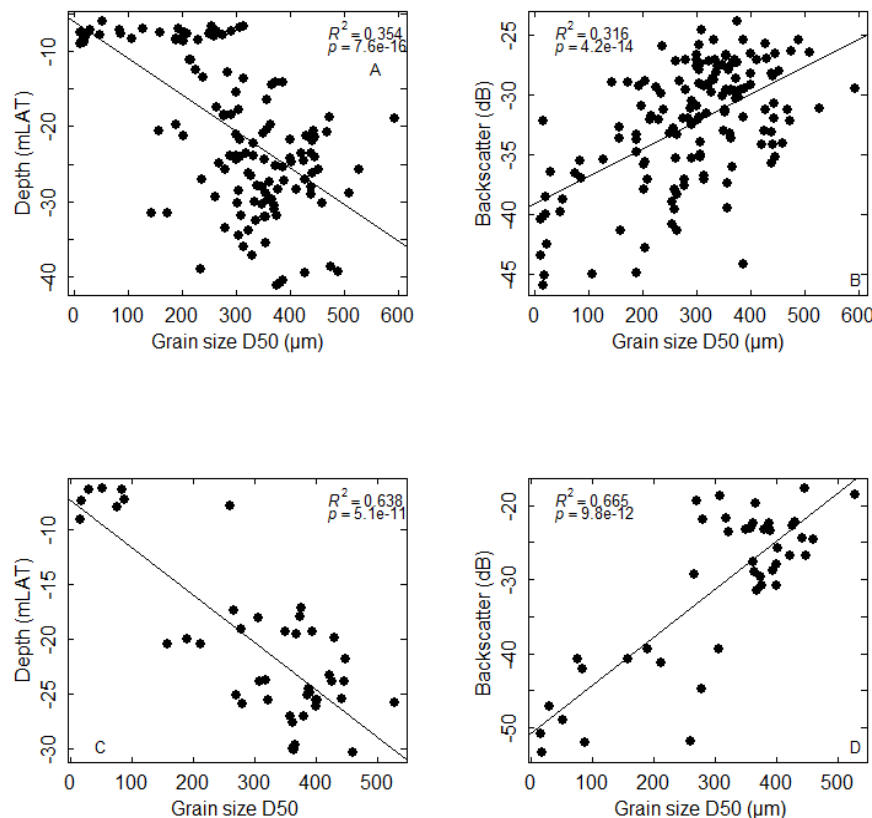 R² = 0.354
p = 7.6e-16
A
-10
-20
-30
-40
Depth (mLAT)
0 100 200 300 400 500 600
Grain size D50 (µm)
R² = 0.316
p = 4.2e-14
B
-25
-30
-35
-40
-45
Backscatter (dB)
0 100 200 300 400 500 600
Grain size D50 (µm)
R² = 0.638
p = 5.1e-11
C
-10
-15
-20
-25
-30
Depth (mLAT)
0 100 200 300 400 500
Grain size D50
R² = 0.665
p = 9.8e-12
D
-20
-30
-40
-50
Backscatter (dB)
0 100 200 300 400 500
Grain size D50 (µm)